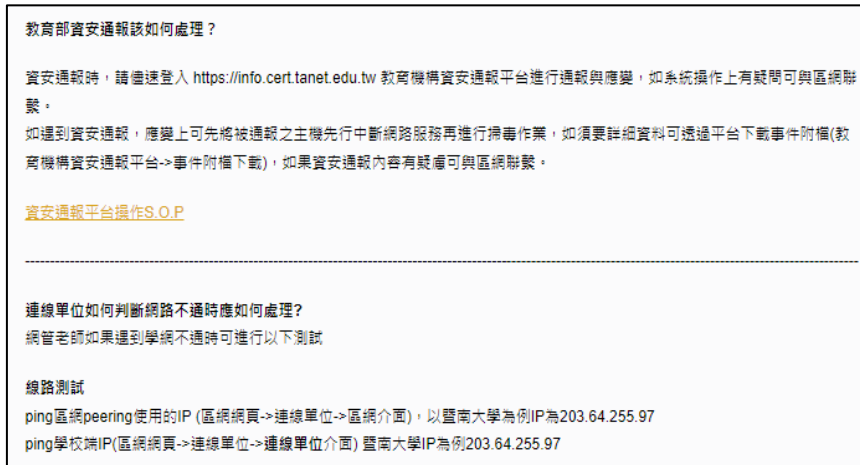 教育部資安通報該如何處理？
資安通報時，請儘速登入 https://info.cert.tanet.edu.tw 教育機構資安通報平台進行通報與應變，如系統操作上有疑問可與區網聯
繫。
如遇到資安通報，應變上可先將被通報之主機先行中斷網路服務再進行掃毒作業，如須要詳細資料可透過平台下載事件附檔(教
育機構資安通報平台->事件附檔下載)，如果資安通報內容有疑慮可與區網聯繫。
資安通報平台操作S.O.P
--------------------------------------------------------------------------------------------------------------------------------------------
連線單位如何判斷網路不通時應如何處理?
網管老師如果遇到學網不通時可進行以下測試
線路測試
ping區網peering使用的IP (區網網頁->連線單位->區網介面)，以暨南大學為例IP為203.64.255.97
ping學校端IP(區網網頁->連線單位->連線單位介面) 暨南大學IP為例203.64.255.97